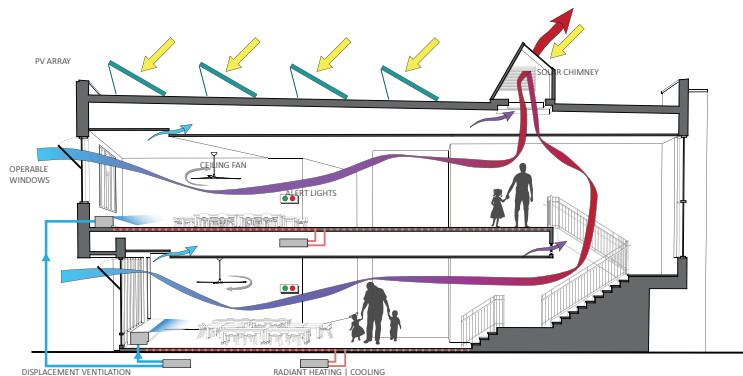 PV ARRAY
SOLAR CHIMNEY
CEILING FAN
OPERABLE
WINDOWS
ALERT LIGHTS
DISPLACEMENT VENTILATION
RADIANT HEATING | COOLING